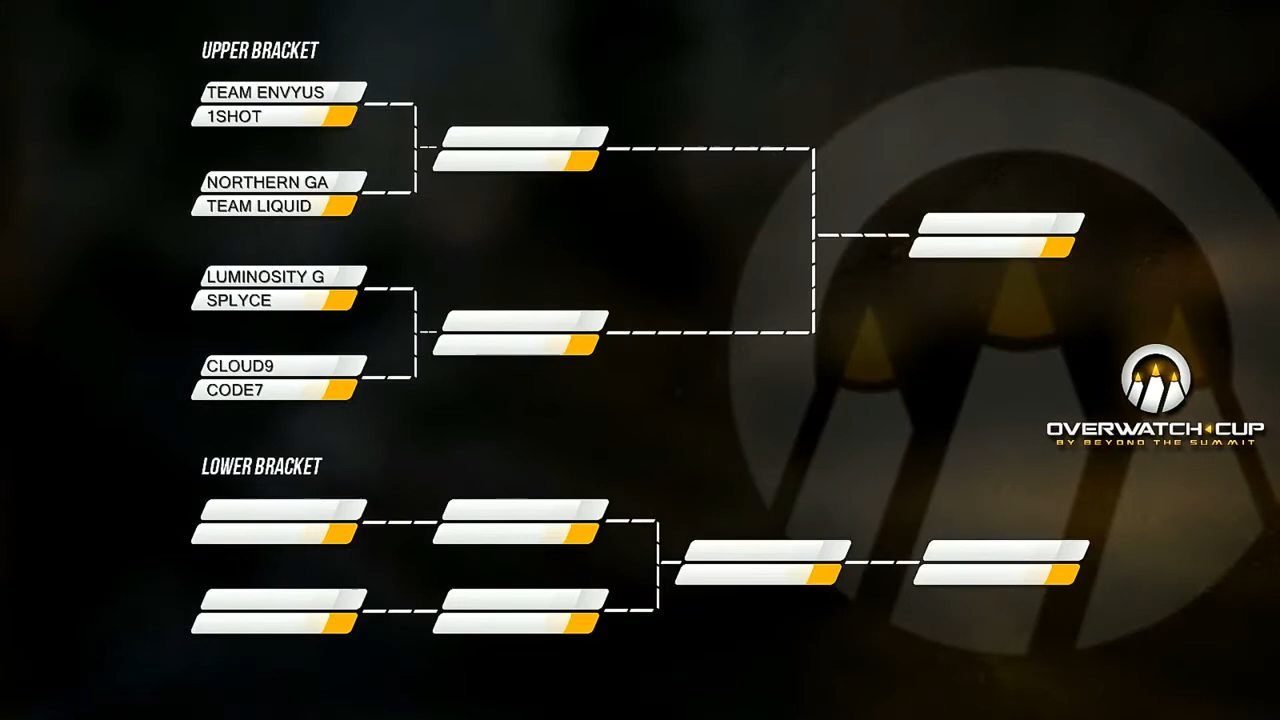 UPPER BRACKET
TEAM ENVYUS
1SHOT
NORTHERN GA
TEAM LIQUID
LUMINOSITY G
SPLYCE
CLOUD9
CODE7
LOWER BRACKET
OVERWATCH CUP
BY BEYOND THE SUMMIT